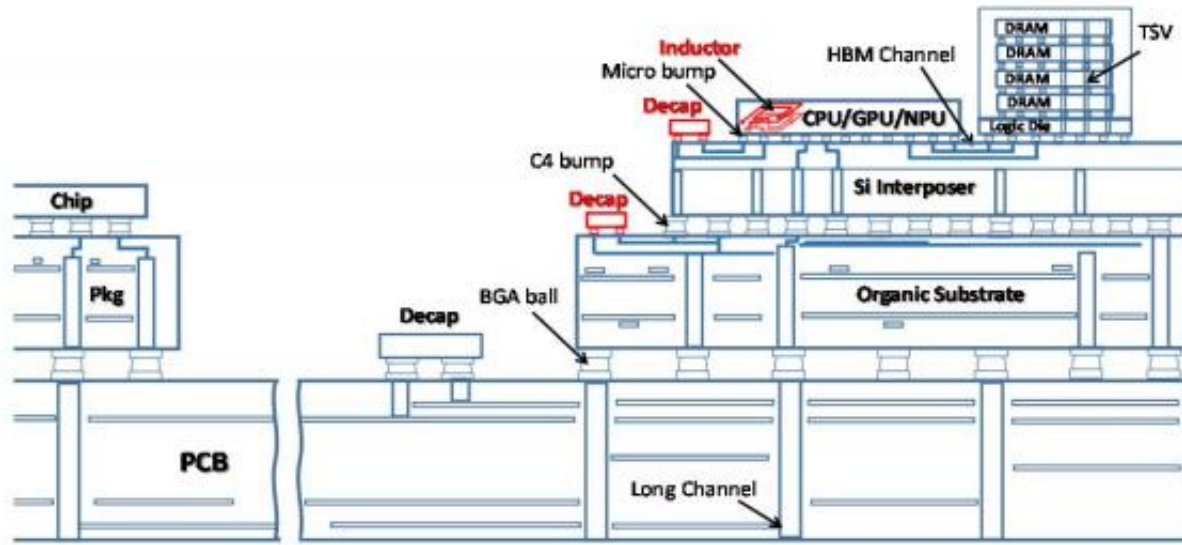 DRAM
TSV
Inductor
HBM Channel
DRAM
Micro bump
DRAM
Decap
CPU/GPU/NPU
DRAM
Logic Die
C4 bump
Si Interposer
Chip
Decap
BGA ball
Pkg
Organic Substrate
Decap
PCB
Long Channel